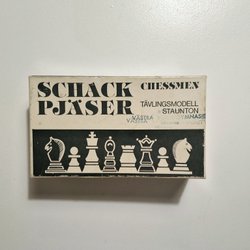 SCHACK
PJÄSER
CHESSMEN
TÄVLINGSMODELL
STAUNTON